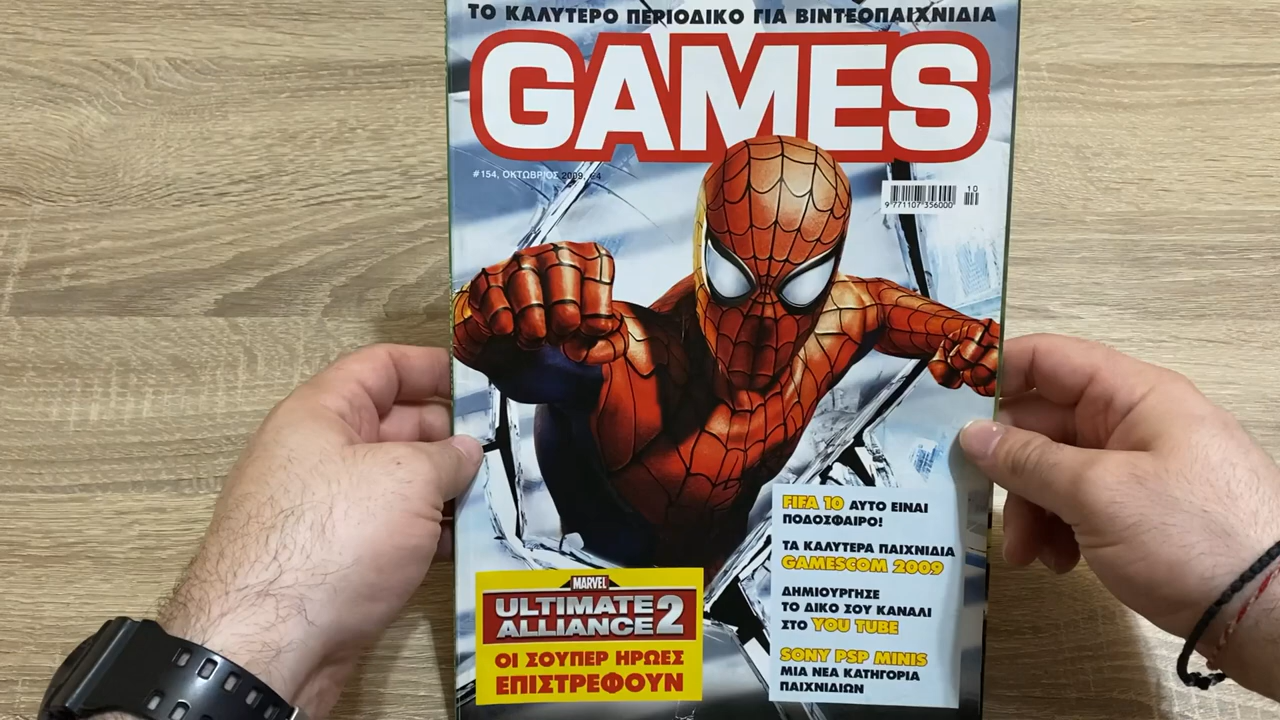 ΤΟ ΚΑΛΥΤΕΡΟ ΠΕΡΙΟΔΙΚΟ ΓΙΑ ΒΙΝΤΕΟΠΑΙΧΝΙΔΙΑ
GAMES
#154, ΟΚΤΩΒΡΙΟΣ 2009, €4
10
9 771107 356000
FIFA 10 ΑΥΤΟ ΕΙΝΑΙ
ΠΟΔΟΣΦΑΙΡΟ!
ΤΑ ΚΑΛΥΤΕΡΑ ΠΑΙΧΝΙΔΙΑ
GAMESCOM 2009
ΔΗΜΙΟΥΡΓΗΣΕ
ΤΟ ΔΙΚΟ ΣΟΥ ΚΑΝΑΛΙ
ΣΤΟ YOU TUBE
SONY PSP MINIS
ΜΙΑ ΝΕΑ ΚΑΤΗΓΟΡΙΑ
ΠΑΙΧΝΙΔΙΩΝ
MARVEL
ULTIMATE
ALLIANCE 2
ΟΙ ΣΟΥΠΕΡ ΗΡΩΕΣ
ΕΠΙΣΤΡΕΦΟΥΝ